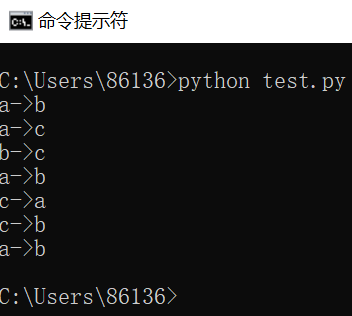 命令提示符
C:\Users\86136>python test.py
a->b
a->c
b->c
a->b
c->a
c->b
a->b
C:\Users\86136>